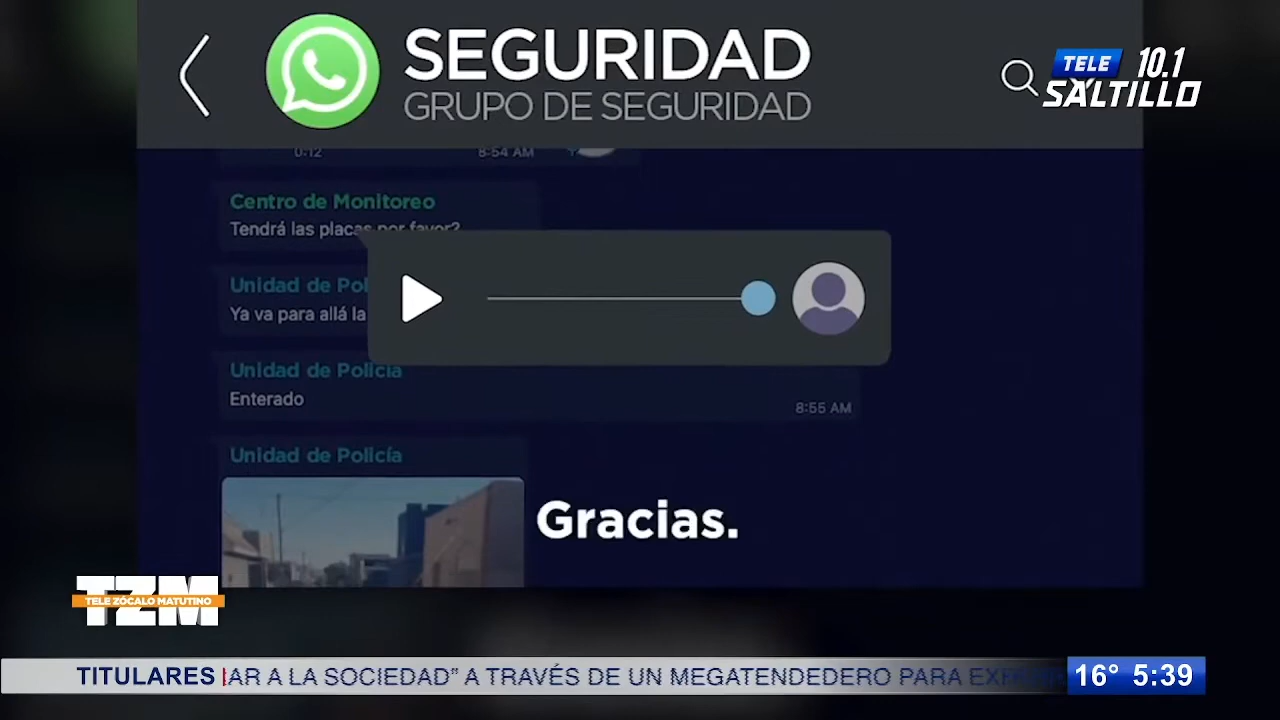 SEGURIDAD
GRUPO DE SEGURIDAD
TELE 10.1
SALTILLO
0:12 8:54 AM
Centro de Monitoreo
Tendrá las placas por favor?
Unidad de Pol
Ya va para allá la
Unidad de Policía
Enterado
8:55 AM
Unidad de Policía
Gracias.
TZM
TELE ZÓCALO MATUTINO
TITULARES AR A LA SOCIEDAD” A TRAVÉS DE UN MEGATENDEDERO PARA 16° 5:39